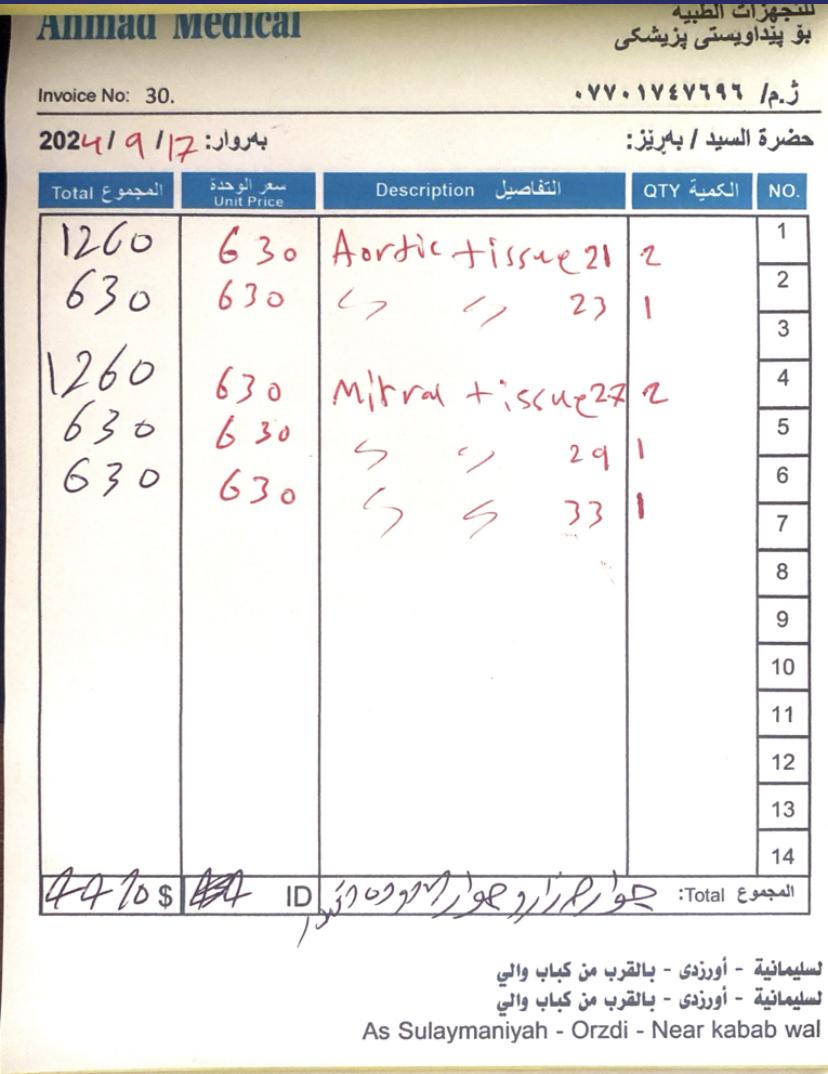 Ahmad Medical
للتجهزات الطبيه
بۆ پێداویستی پزیشکی
Invoice No: 30.
ژ.م/ ٠٧٧٠١٧٤٧٦٩٦
حضرة السيد / بەڕێز:
بەروار: 2024/9/17
NO. الكمية QTY التفاصيل Description سعر الوحدة Unit Price المجموع Total
1 2 Aortic tissue 21 630 1260
2 1 " " 23 630 630
3
4 2 Mitral tissue 27 630 1260
5 1 " " 29 630 630
6 1 " " 33 630 630
7
8
9
10
11
12
13
14
المجموع Total: چوار هەزار و چوار ID 4410 $
لسليمانية - أورزدى - بالقرب من كباب والي
لسليمانية - أورزدى - بالقرب من كباب والي
As Sulaymaniyah - Orzdi - Near kabab wal